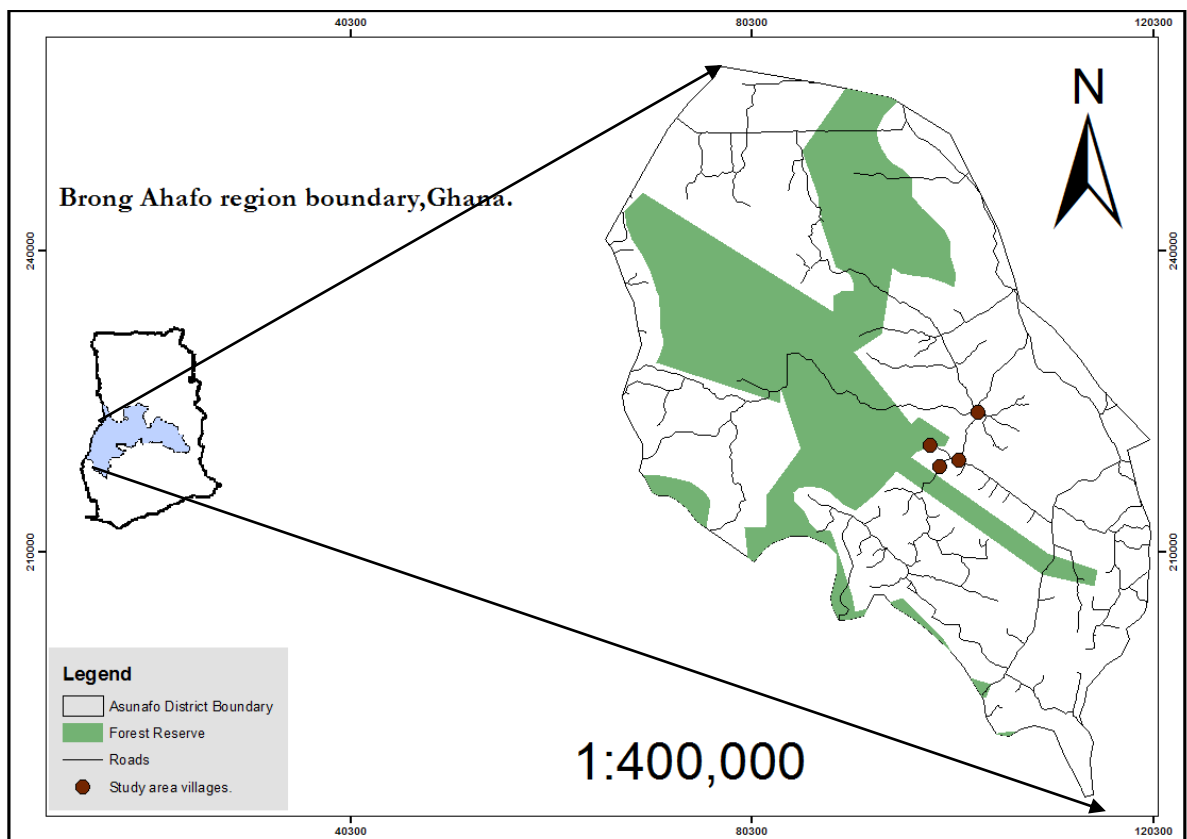 40300
80300
120300
N
Brong Ahafo region boundary,Ghana.
240000
240000
210000
210000
Legend
Asunafo District Boundary
Forest Reserve
Roads
Study area villages.
1:400,000
40300
80300
120300